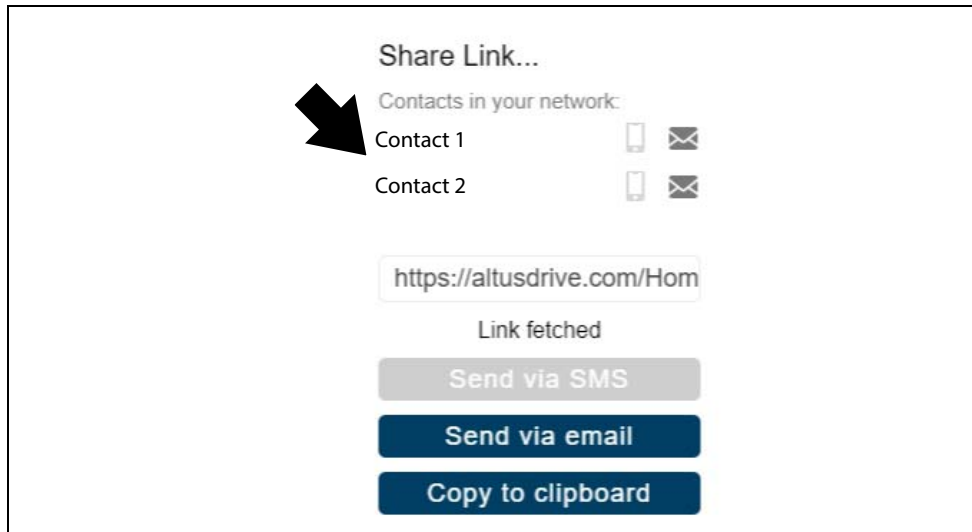 Share Link...
Contacts in your network:
Contact 1
Contact 2
https://altusdrive.com/Hom
Link fetched
Send via SMS
Send via email
Copy to clipboard